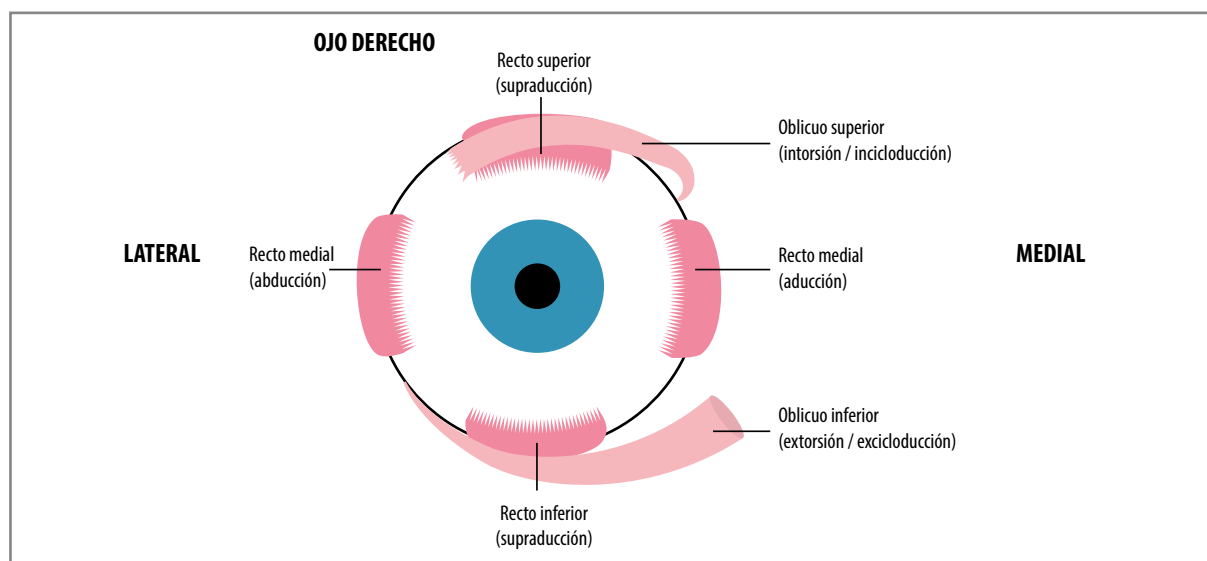 OJO DERECHO
Recto superior
(supraducción)
Oblicuo superior
(intorsión / incicloducción)
LATERAL
Recto medial
(abducción)
Recto medial
(aducción)
MEDIAL
Oblicuo inferior
(extorsión / excicloducción)
Recto inferior
(supraducción)